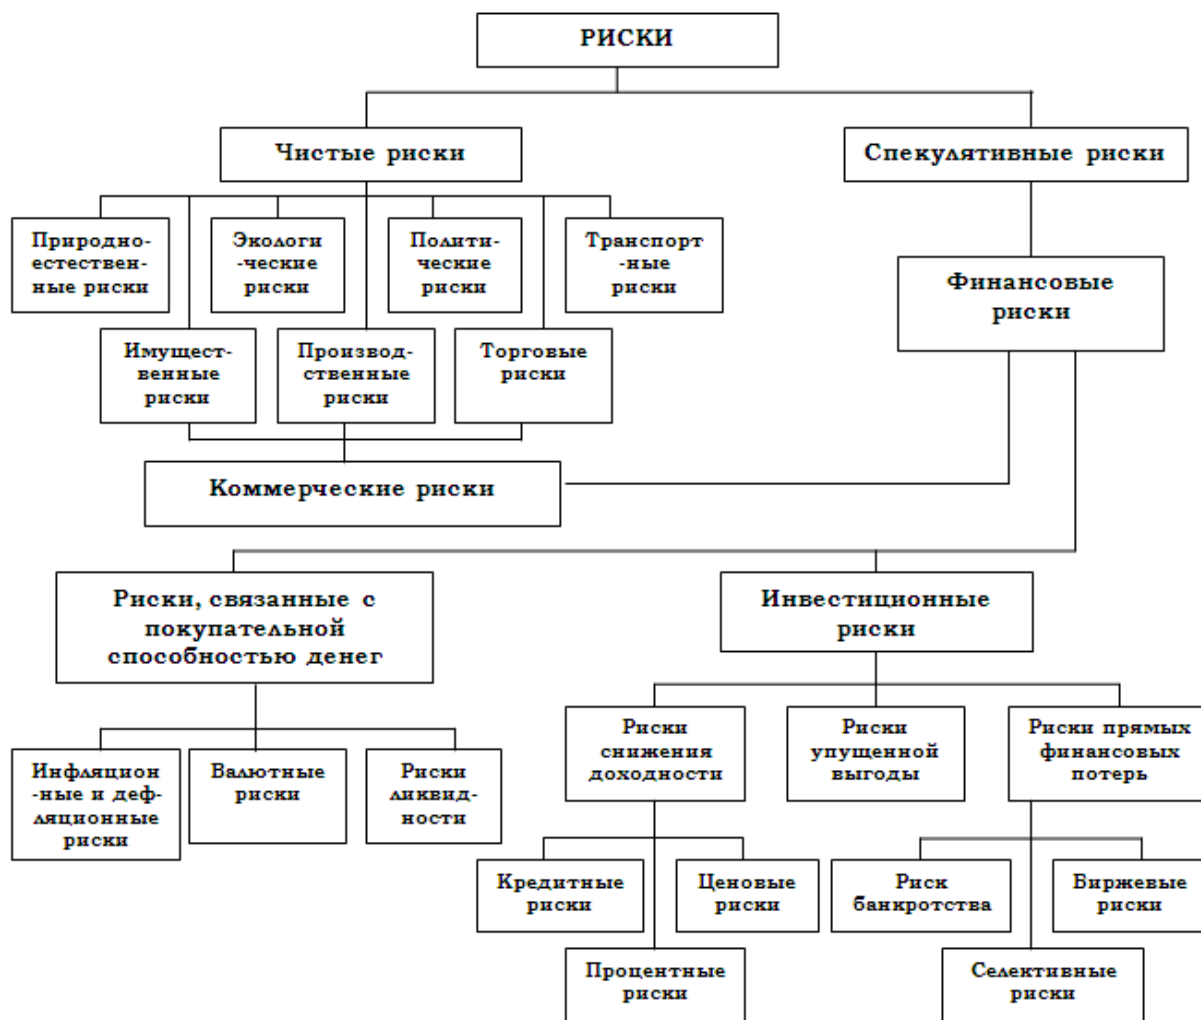 РИСКИ
Чистые риски
Спекулятивные риски
Природно-
естествен-
ные риски
Экологи
-ческие
риски
Полити-
ческие
риски
Транспорт
-ные
риски
Финансовые
риски
Имущест-
венные
риски
Производ-
ственные
риски
Торговые
риски
Коммерческие риски
Риски, связанные с
покупательной
способностью денег
Инвестиционные
риски
Риски
снижения
доходности
Риски
упущенной
выгоды
Риски прямых
финансовых
потерь
Инфляцион
-ные и деф-
ляционные
риски
Валютные
риски
Риски
ликвид-
ности
Кредитные
риски
Ценовые
риски
Риск
банкротства
Биржевые
риски
Процентные
риски
Селективные
риски